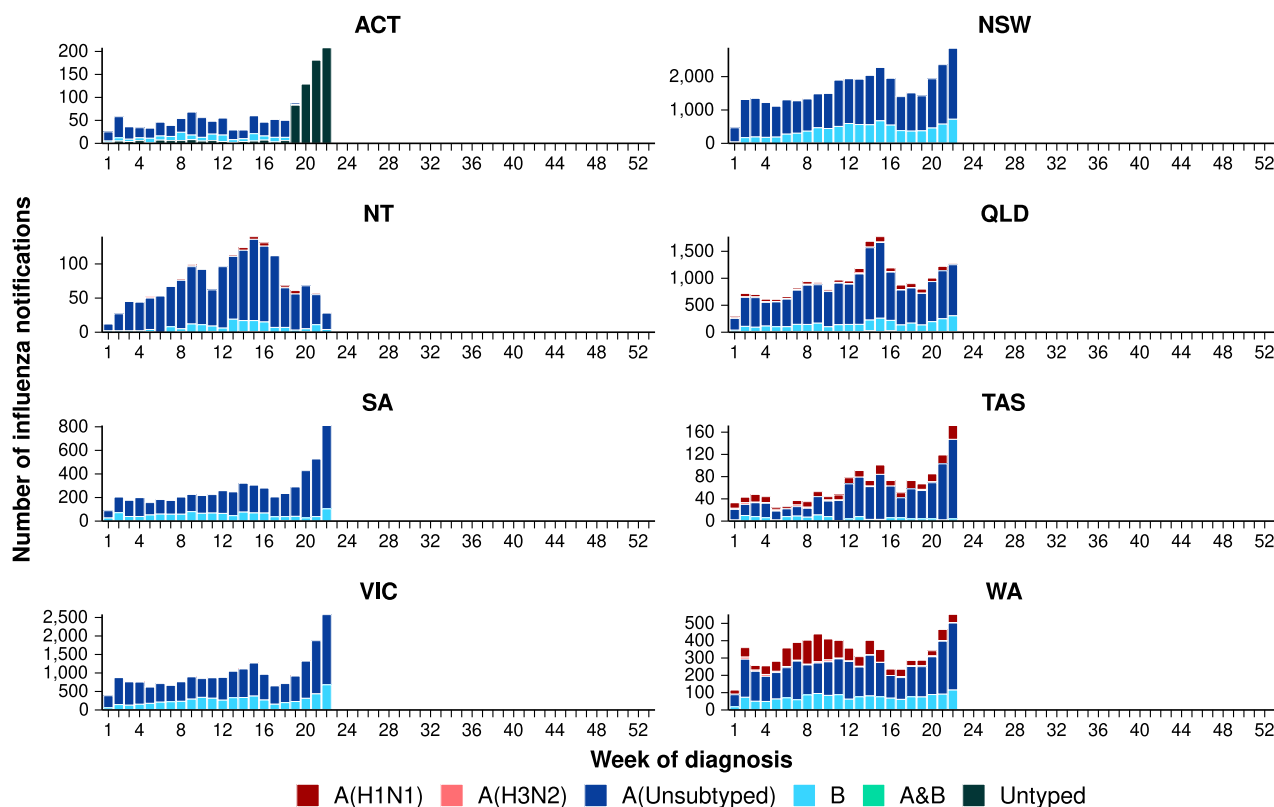 ACT
200
150
100
50
0
1 4 8 12 16 20 24 28 32 36 40 44 48 52
NSW
2,000
1,000
0
1 4 8 12 16 20 24 28 32 36 40 44 48 52
Number of influenza notifications
NT
100
50
0
1 4 8 12 16 20 24 28 32 36 40 44 48 52
QLD
1,500
1,000
500
0
1 4 8 12 16 20 24 28 32 36 40 44 48 52
SA
800
600
400
200
0
1 4 8 12 16 20 24 28 32 36 40 44 48 52
TAS
160
120
80
40
0
1 4 8 12 16 20 24 28 32 36 40 44 48 52
VIC
2,500
2,000
1,500
1,000
500
0
1 4 8 12 16 20 24 28 32 36 40 44 48 52
WA
500
400
300
200
100
0
1 4 8 12 16 20 24 28 32 36 40 44 48 52
Week of diagnosis
A(H1N1) A(H3N2) A(Unsubtyped) B A&B Untyped